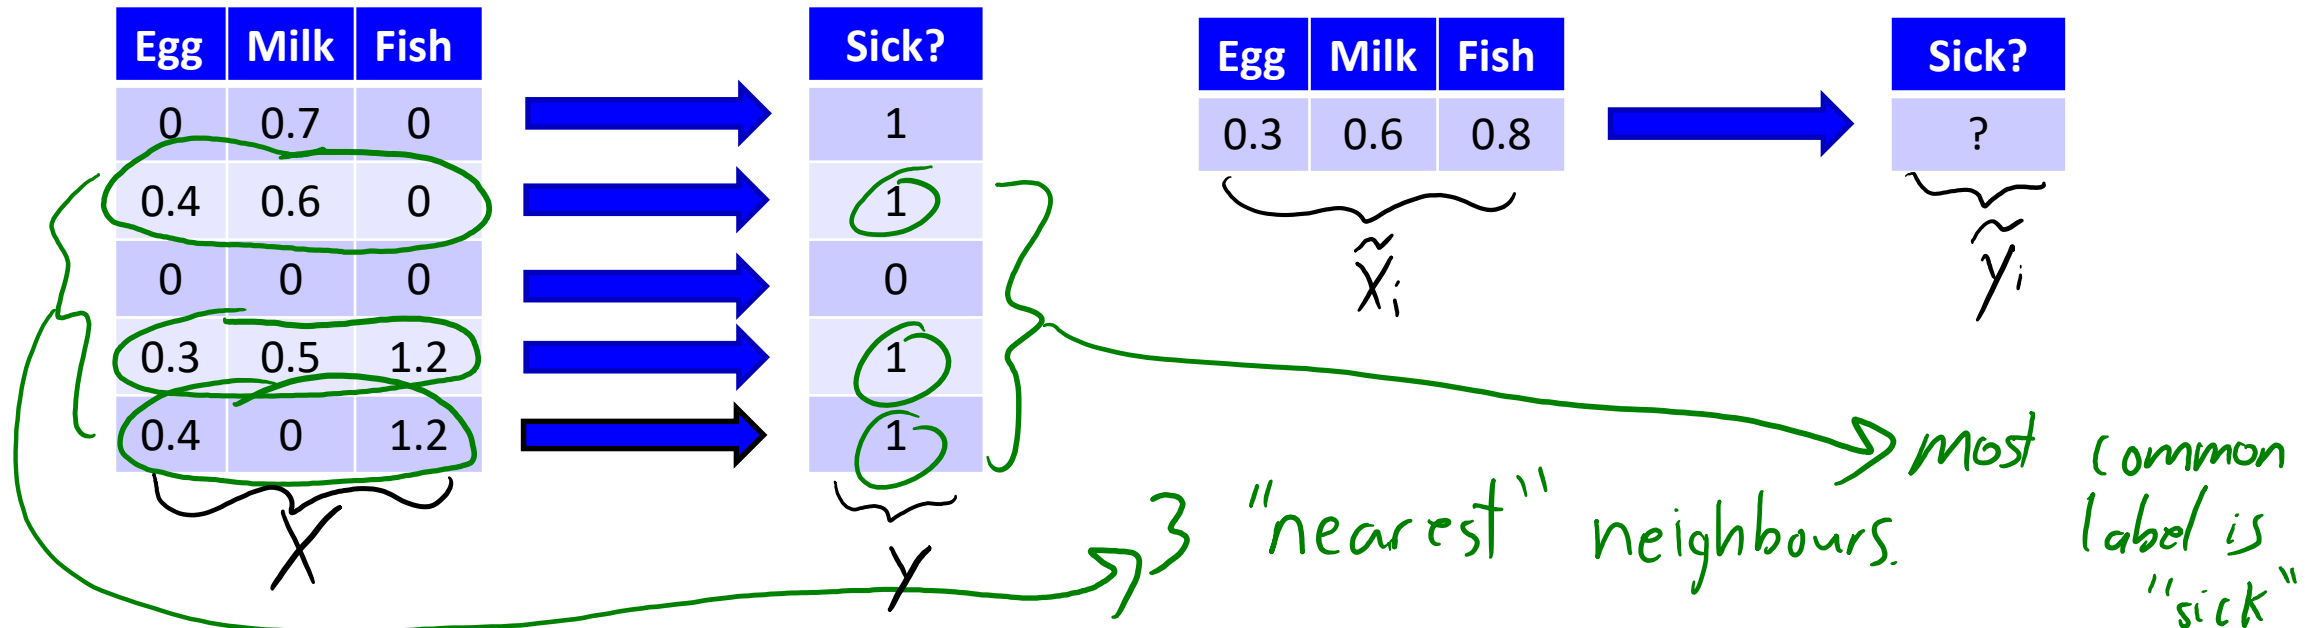 Egg Milk Fish
0 0.7 0
0.4 0.6 0
0 0 0
0.3 0.5 1.2
0.4 0 1.2
X
Sick?
1
1
0
1
1
y
Egg Milk Fish
0.3 0.6 0.8
x̃ᵢ
Sick?
?
ỹᵢ
3 "nearest" neighbours.
most common
label is
"sick"